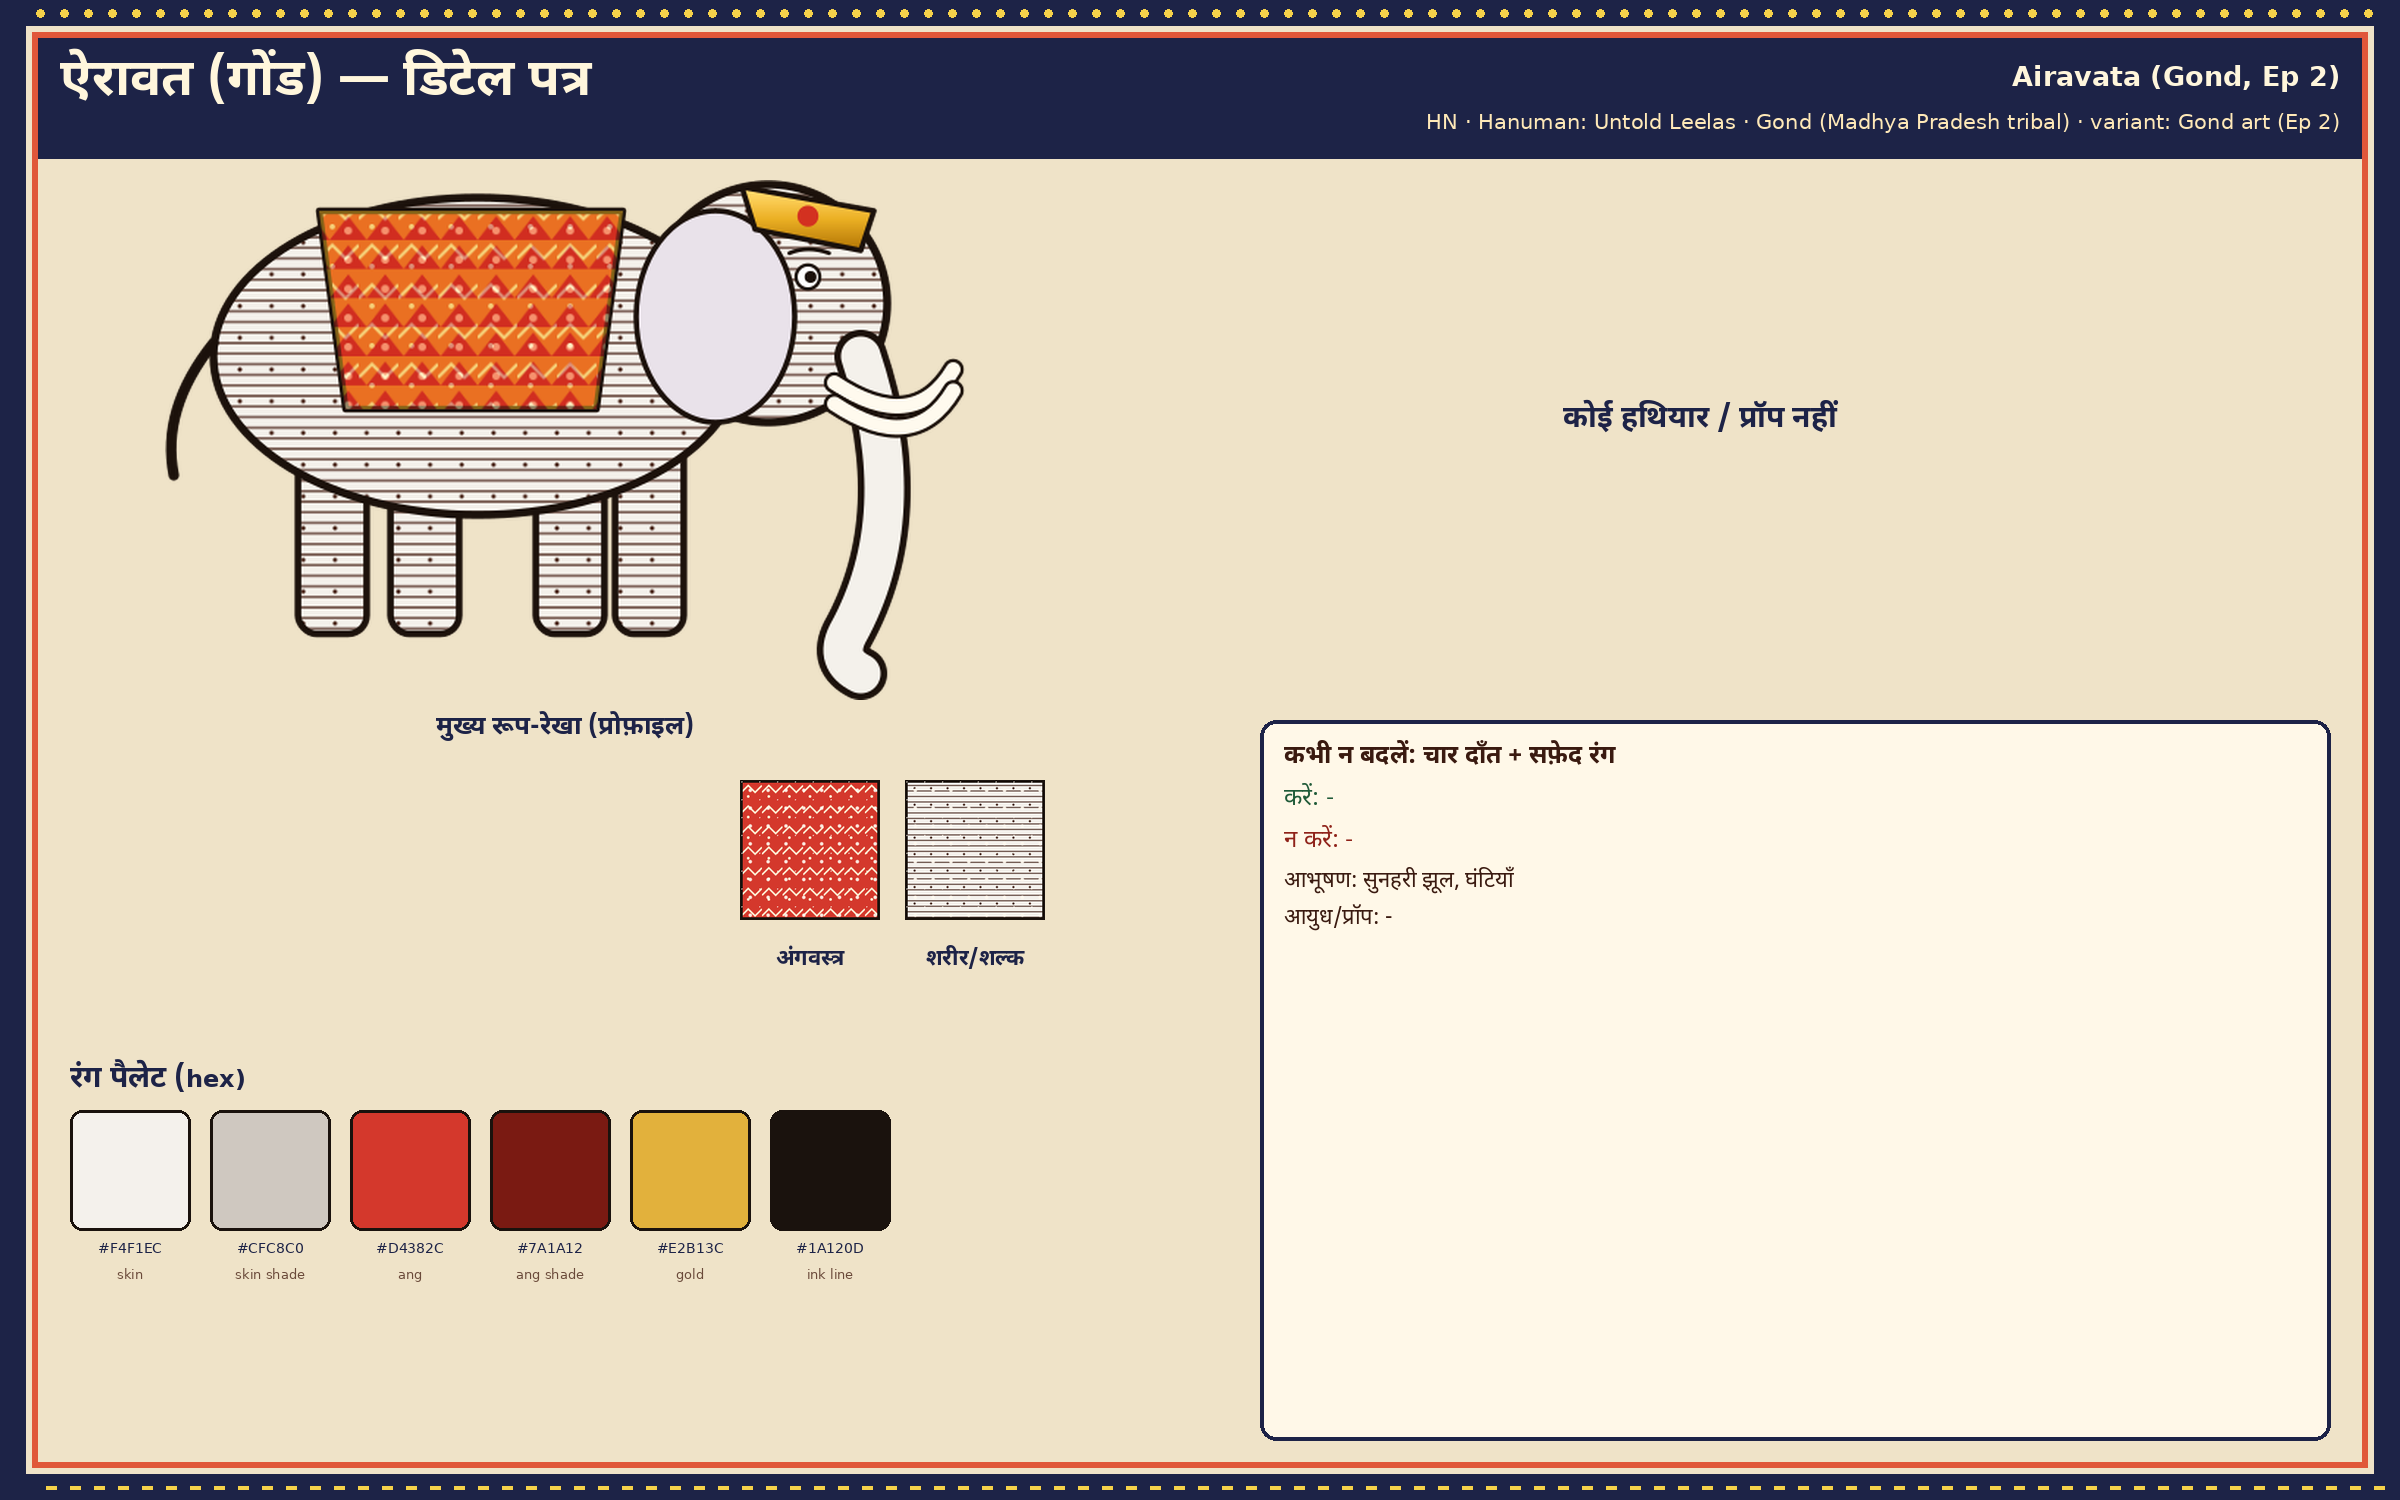 ऐरावत (गोंड) — डिटेल पत्र
Airavata (Gond, Ep 2)
HN · Hanuman: Untold Leelas · Gond (Madhya Pradesh tribal) · variant: Gond art (Ep 2)
कोई हथियार / प्रॉप नहीं
मुख्य रूप-रेखा (प्रोफ़ाइल)
अंगवस्त्र
शरीर/शल्क
कभी न बदलें: चार दाँत + सफ़ेद रंग
करें: -
न करें: -
आभूषण: सुनहरी झूल, घंटियाँ
आयुध/प्रॉप: -
रंग पैलेट (hex)
#F4F1EC
#CFC8C0
#D4382C
#7A1A12
#E2B13C
#1A120D
skin
skin shade
ang
ang shade
gold
ink line